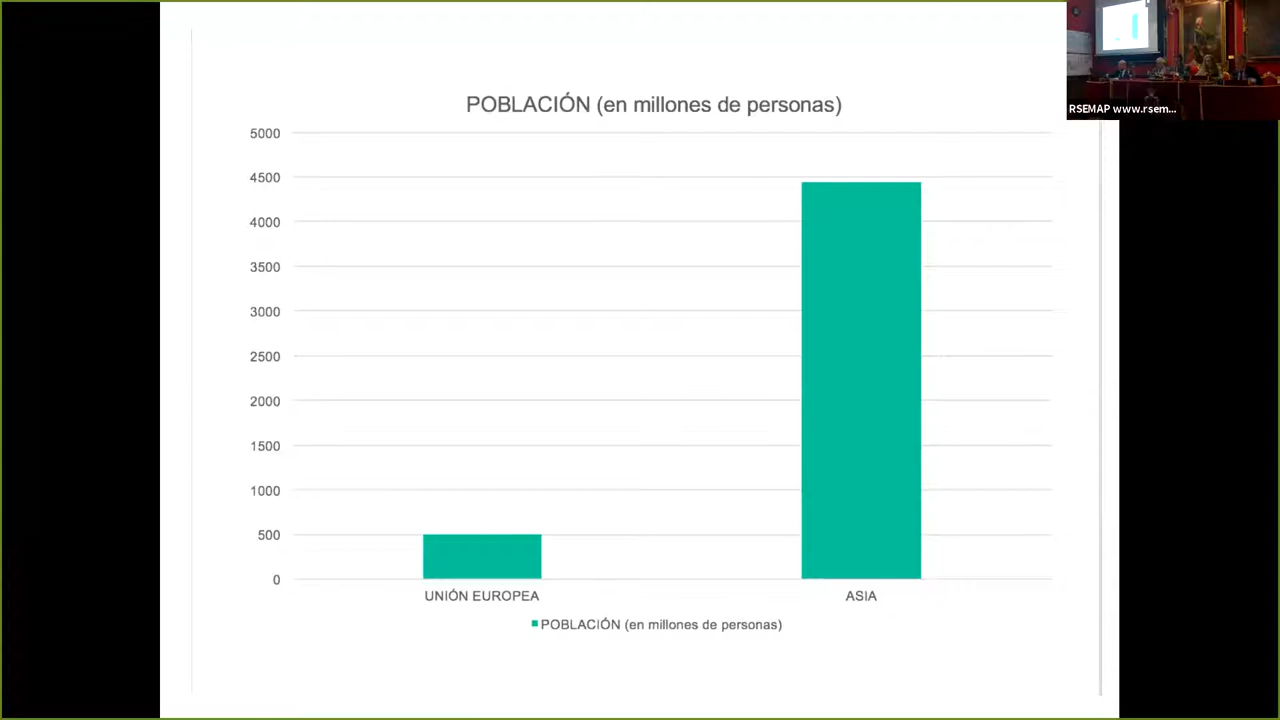 RSEMAP www.rsem...
POBLACIÓN (en millones de personas)
5000
4500
4000
3500
3000
2500
2000
1500
1000
500
0
UNIÓN EUROPEA
ASIA
POBLACIÓN (en millones de personas)